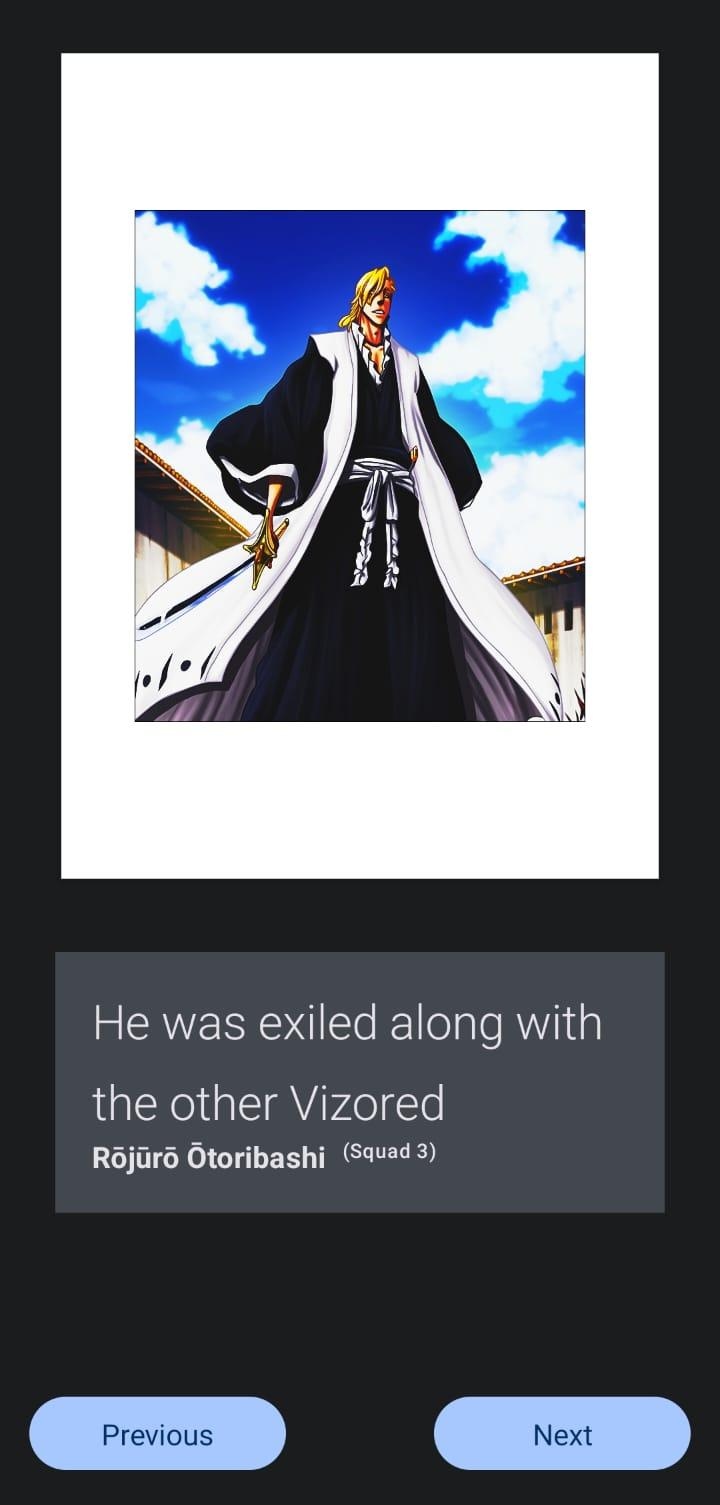 He was exiled along with
the other Vizored
Rōjūrō Ōtoribashi (Squad 3)
Previous
Next